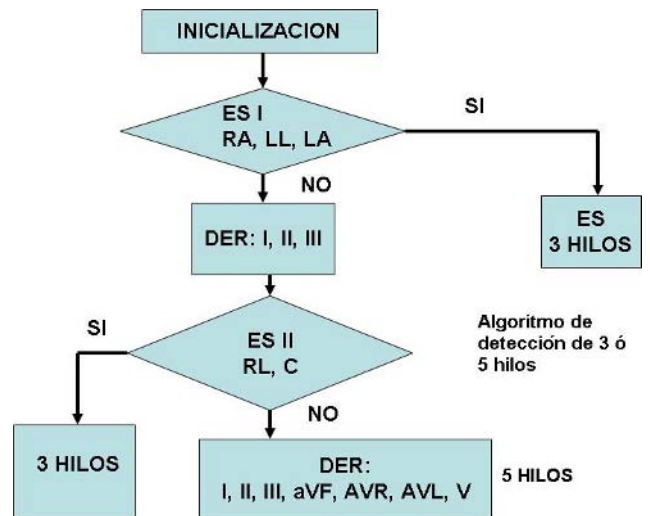 INICIALIZACION
ES I
RA, LL, LA
SI
NO
ES
3 HILOS
DER: I, II, III
SI
ES II
RL, C
Algoritmo de
detección de 3 ó
5 hilos
NO
3 HILOS
DER:
I, II, III, aVF, AVR, AVL, V
5 HILOS